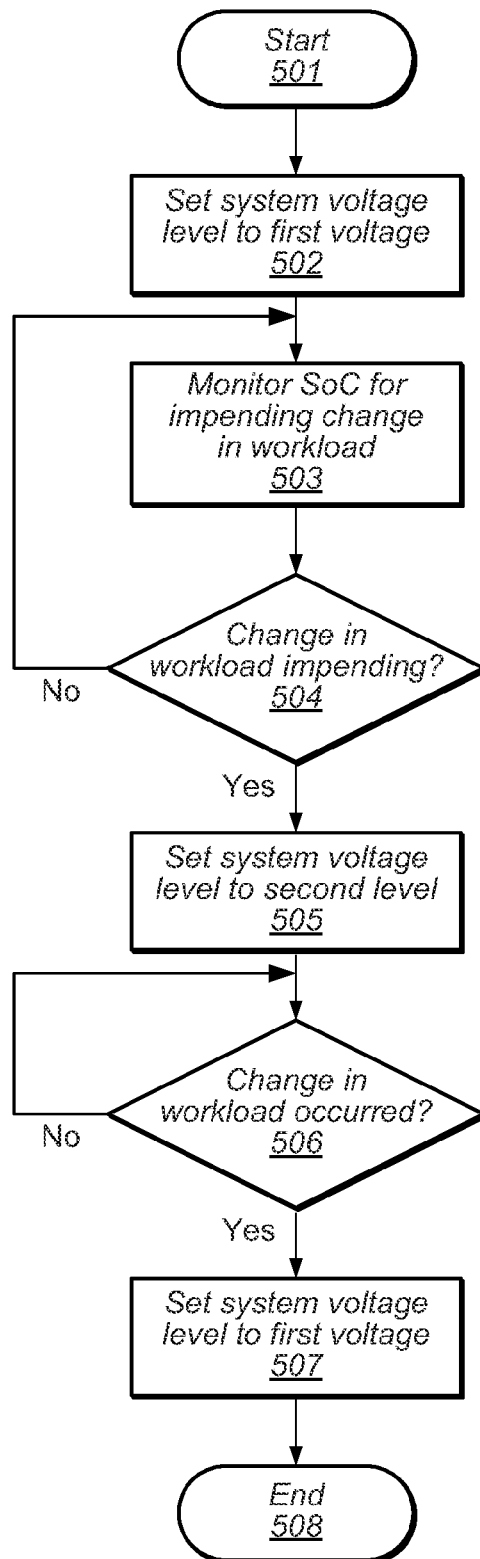 Start
501
Set system voltage
level to first voltage
502
Monitor SoC for
impending change
in workload
503
Change in
workload impending?
504
No
Yes
Set system voltage
level to second level
505
Change in
workload occurred?
506
No
Yes
Set system voltage
level to first voltage
507
End
508